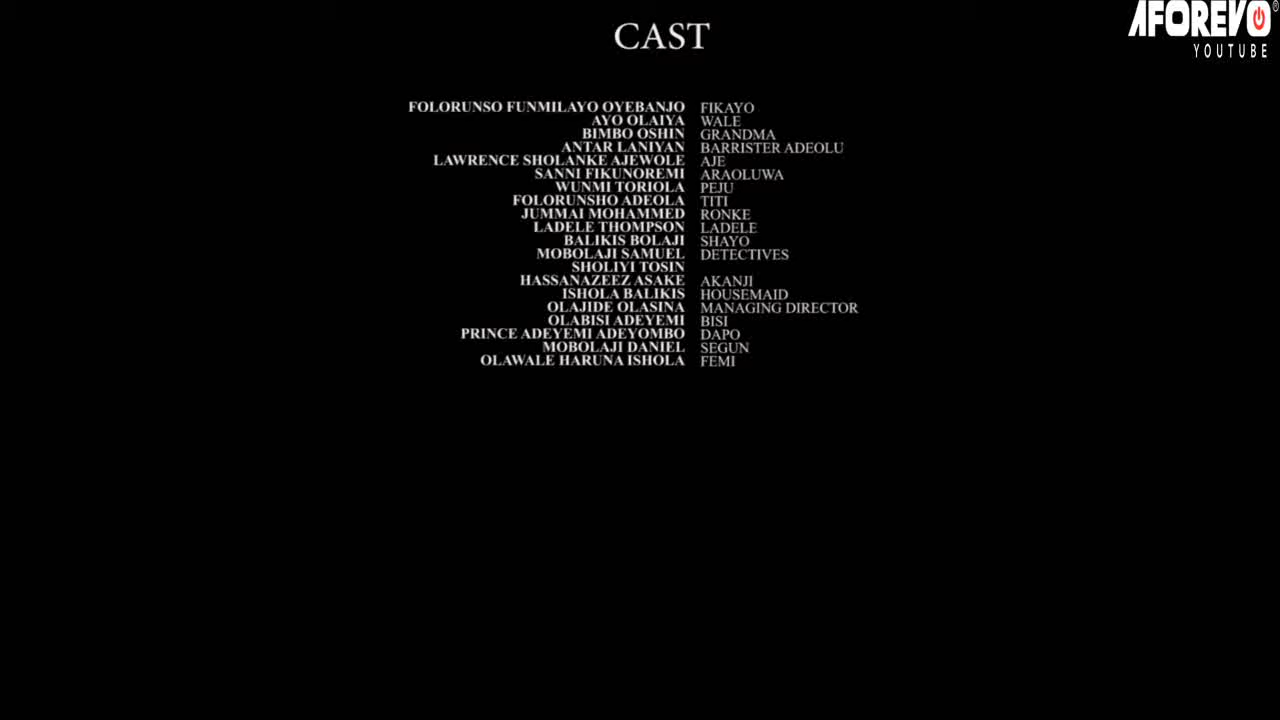 AFOREVO®
YOUTUBE
CAST
FOLORUNSO FUNMILAYO OYEBANJO FIKAYO
AYO OLAIYA WALE
BIMBO OSHIN GRANDMA
ANTAR LANIYAN BARRISTER ADEOLU
LAWRENCE SHOLANKE AJEWOLE AJE
SANNI FIKUNOREMI ARAOLUWA
WUNMI TORIOLA PEJU
FOLORUNSHO ADEOLA TITI
JUMMAI MOHAMMED RONKE
LADELE THOMPSON LADELE
BALIKIS BOLAJI SHAYO
MOBOLAJI SAMUEL DETECTIVES
SHOLIYI TOSIN
HASSANAZEEZ ASAKE AKANJI
ISHOLA BALIKIS HOUSEMAID
OLAJIDE OLASINA MANAGING DIRECTOR
OLABISI ADEYEMI BISI
PRINCE ADEYEMI ADEYOMBO DAPO
MOBOLAJI DANIEL SEGUN
OLAWALE HARUNA ISHOLA FEMI